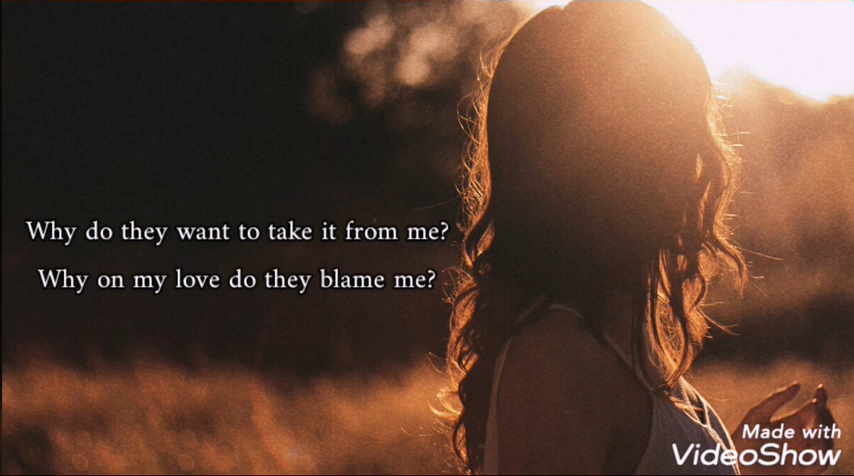 Why do they want to take it from me?
Why on my love do they blame me?
Made with
VideoShow